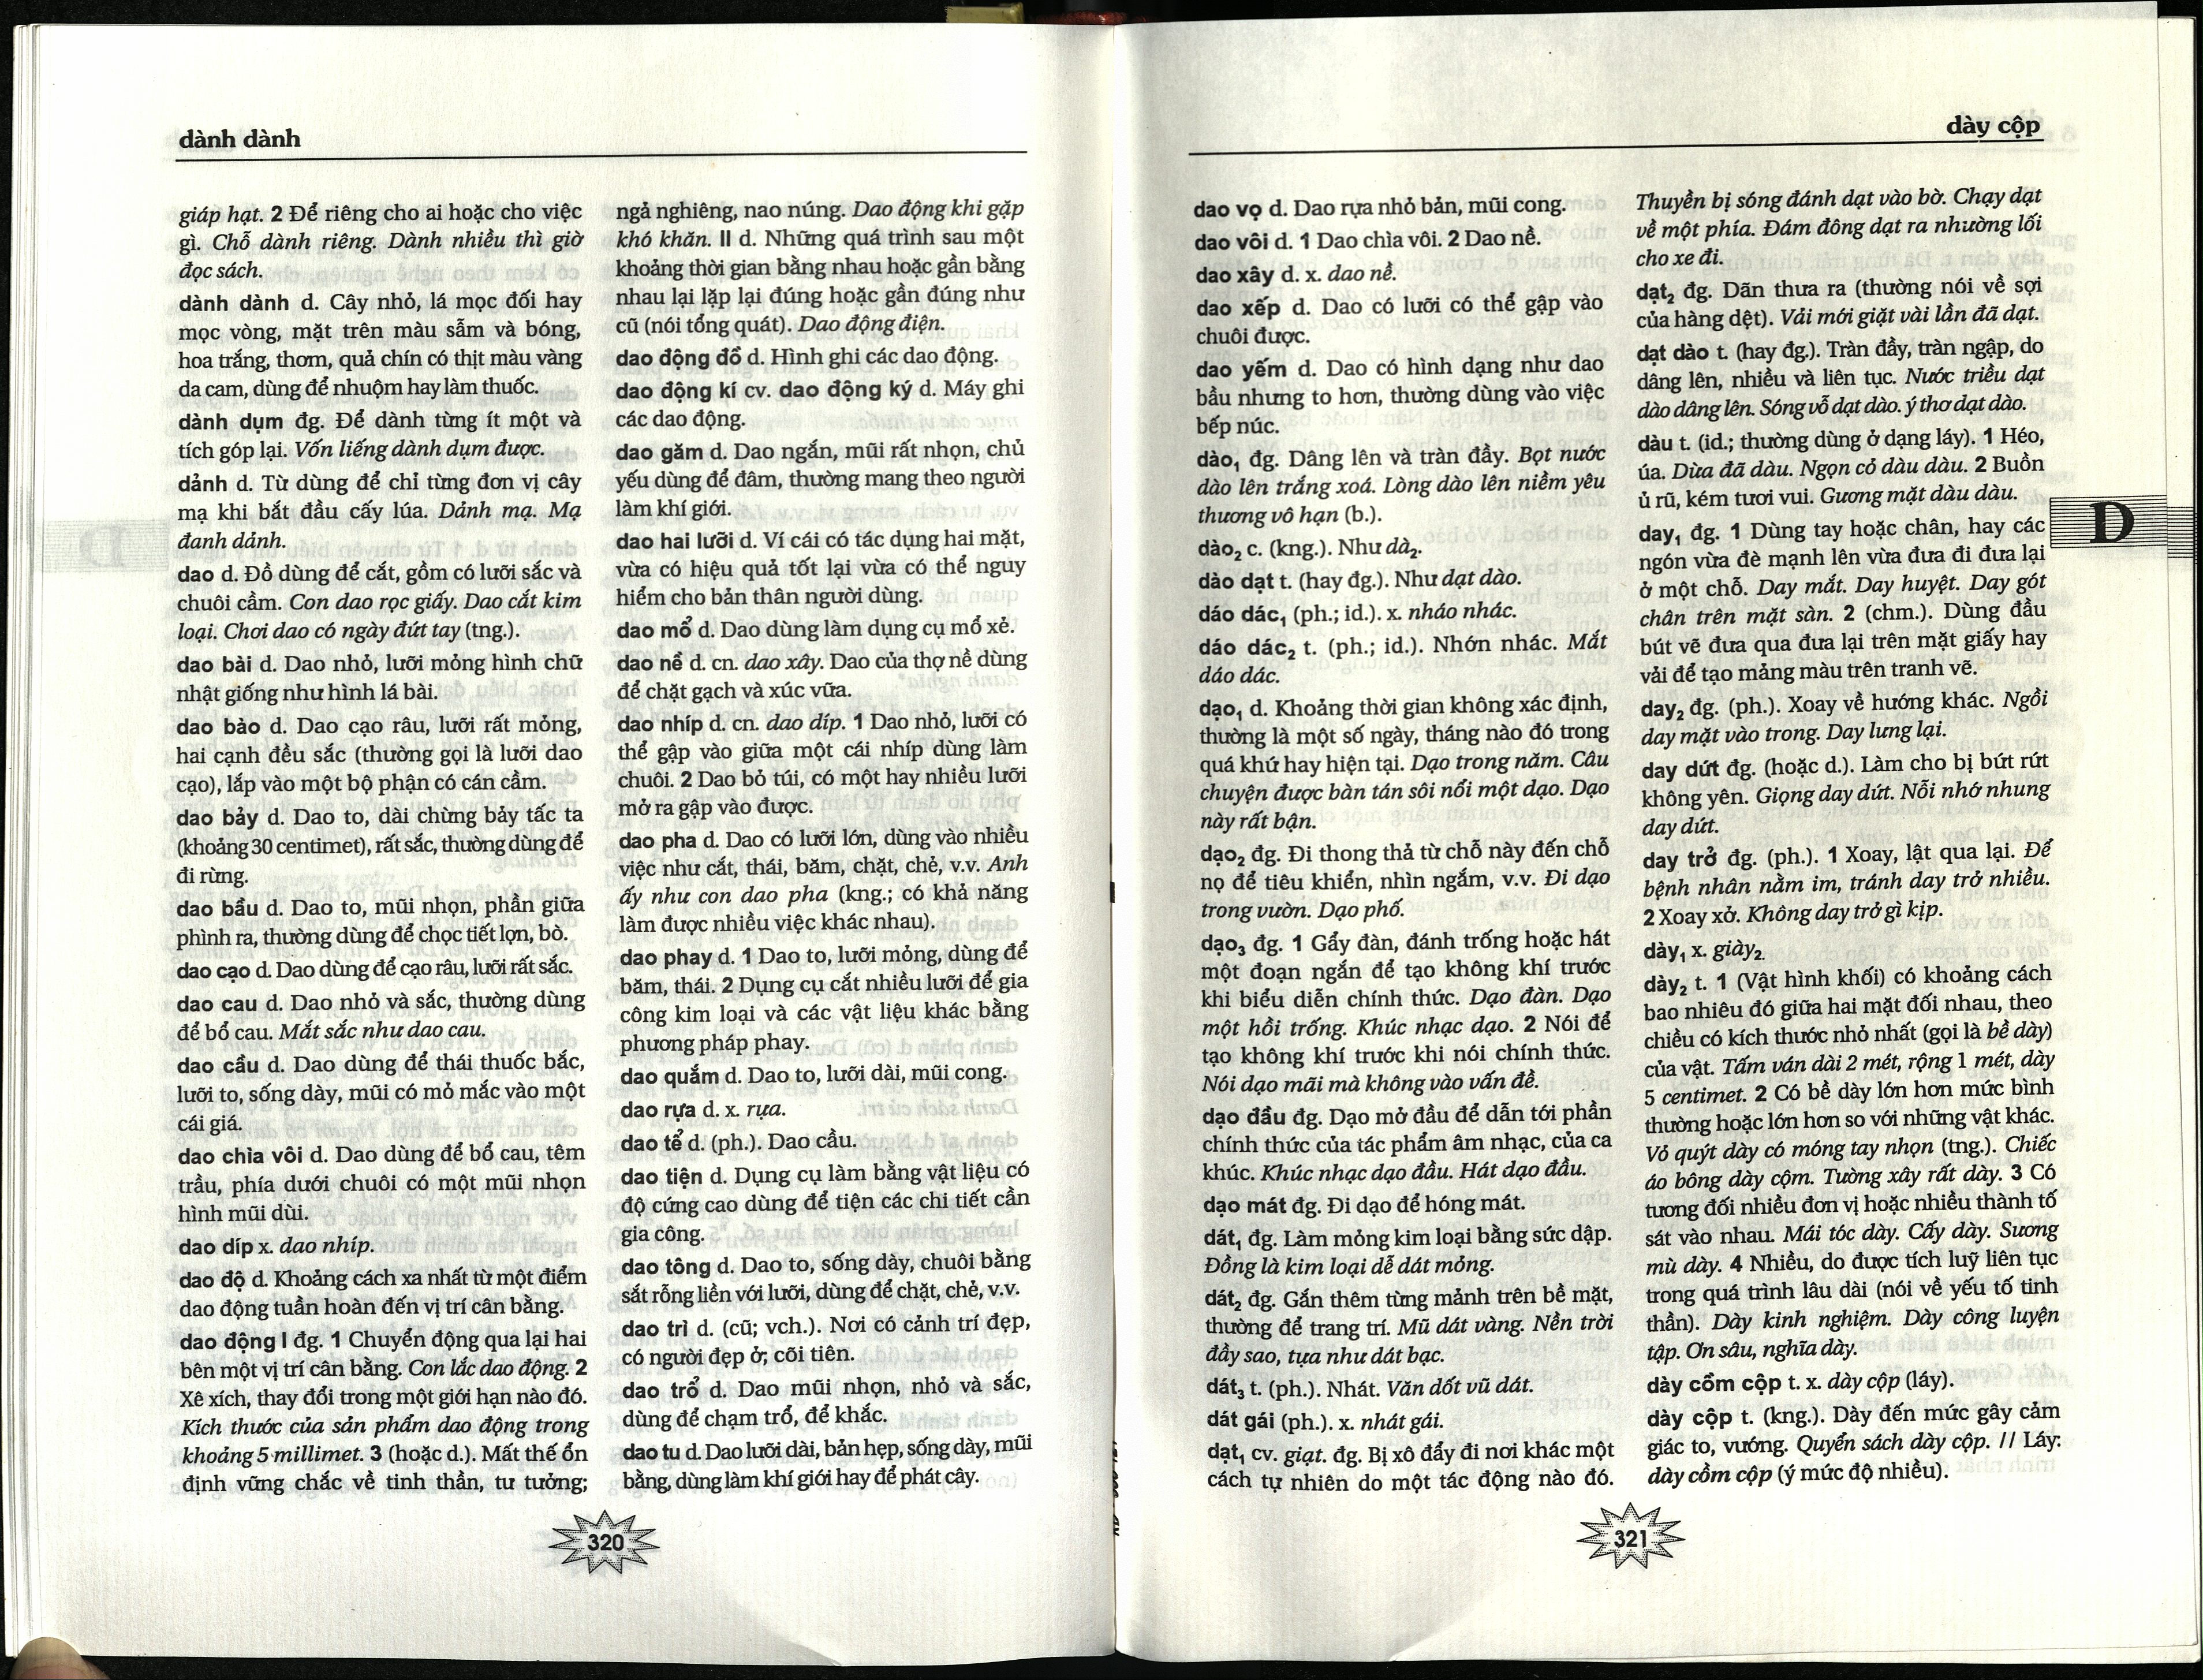 dành dành
giáp hạt. 2 Để riêng cho ai hoặc cho việc
gì. Chỗ dành riêng. Dành nhiều thì giờ
đọc sách.
dành dành d. Cây nhỏ, lá mọc đối hay
mọc vòng, mặt trên màu sẫm và bóng,
hoa trắng, thơm, quả chín có thịt màu vàng
da cam, dùng để nhuộm hay làm thuốc.
dành dụm đg. Để dành từng ít một và
tích góp lại. Vốn liếng dành dụm được.
dảnh d. Từ dùng để chỉ từng đơn vị cây
mạ khi bắt đầu cấy lúa. Dảnh mạ. Mạ
đanh dảnh.
dao d. Đồ dùng để cắt, gồm có lưỡi sắc và
chuôi cầm. Con dao rọc giấy. Dao cắt kim
loại. Chơi dao có ngày đứt tay (tng.).
dao bài d. Dao nhỏ, lưỡi mỏng hình chữ
nhật giống như hình lá bài.
dao bào d. Dao cạo râu, lưỡi rất mỏng,
hai cạnh đều sắc (thường gọi là lưỡi dao
cạo), lắp vào một bộ phận có cán cầm.
dao bảy d. Dao to, dài chừng bảy tấc ta
(khoảng 30 centimet), rất sắc, thường dùng để
đi rừng.
dao bầu d. Dao to, mũi nhọn, phần giữa
phình ra, thường dùng để chọc tiết lợn, bò.
dao cạo d. Dao dùng để cạo râu, lưỡi rất sắc.
dao cau d. Dao nhỏ và sắc, thường dùng
để bổ cau. Mắt sắc như dao cau.
dao cầu d. Dao dùng để thái thuốc bắc,
lưỡi to, sống dày, mũi có mỏ mắc vào một
cái giá.
dao chìa vôi d. Dao dùng để bổ cau, têm
trầu, phía dưới chuôi có một mũi nhọn
hình mũi dùi.
dao díp x. dao nhíp.
dao độ d. Khoảng cách xa nhất từ một điểm
dao động tuần hoàn đến vị trí cân bằng.
dao động I đg. 1 Chuyển động qua lại hai
bên một vị trí cân bằng. Con lắc dao động. 2
Xê xích, thay đổi trong một giới hạn nào đó.
Kích thước của sản phẩm dao động trong
khoảng 5 millimet. 3 (hoặc d.). Mất thế ổn
định vững chắc về tinh thần, tư tưởng;
ngả nghiêng, nao núng. Dao động khi gặp
khó khăn. II d. Những quá trình sau một
khoảng thời gian bằng nhau hoặc gần bằng
nhau lại lặp lại đúng hoặc gần đúng như
cũ (nói tổng quát). Dao động điện.
dao động đồ d. Hình ghi các dao động.
dao động kí cv. dao động ký d. Máy ghi
các dao động.
dao găm d. Dao ngắn, mũi rất nhọn, chủ
yếu dùng để đâm, thường mang theo người
làm khí giới.
dao hai lưỡi d. Ví cái có tác dụng hai mặt,
vừa có hiệu quả tốt lại vừa có thể nguy
hiểm cho bản thân người dùng.
dao mổ d. Dao dùng làm dụng cụ mổ xẻ.
dao nề d. cn. dao xây. Dao của thợ nề dùng
để chặt gạch và xúc vữa.
dao nhíp d. cn. dao díp. 1 Dao nhỏ, lưỡi có
thể gập vào giữa một cái nhíp dùng làm
chuôi. 2 Dao bỏ túi, có một hay nhiều lưỡi
mở ra gập vào được.
dao pha d. Dao có lưỡi lớn, dùng vào nhiều
việc như cắt, thái, băm, chặt, chẻ, v.v. Anh
ấy như con dao pha (kng.; có khả năng
làm được nhiều việc khác nhau).
dao phay d. 1 Dao to, lưỡi mỏng, dùng để
băm, thái. 2 Dụng cụ cắt nhiều lưỡi để gia
công kim loại và các vật liệu khác bằng
phương pháp phay.
dao quắm d. Dao to, lưỡi dài, mũi cong.
dao rựa d. x. rựa.
dao tể d. (ph.). Dao cầu.
dao tiện d. Dụng cụ làm bằng vật liệu có
độ cứng cao dùng để tiện các chi tiết cần
gia công.
dao tông d. Dao to, sống dày, chuôi bằng
sắt rỗng liền với lưỡi, dùng để chặt, chẻ, v.v.
dao trì d. (cũ; vch.). Nơi có cảnh trí đẹp,
có người đẹp ở; cõi tiên.
dao trổ d. Dao mũi nhọn, nhỏ và sắc,
dùng để chạm trổ, để khắc.
dao tu d. Dao lưỡi dài, bản hẹp, sống dày, mũi
bằng, dùng làm khí giới hay để phát cây.
320
dày cộp
dao vọ d. Dao rựa nhỏ bản, mũi cong.
dao vôi d. 1 Dao chìa vôi. 2 Dao nề.
dao xây d. x. dao nề.
dao xếp d. Dao có lưỡi có thể gập vào
chuôi được.
dao yếm d. Dao có hình dạng như dao
bầu nhưng to hơn, thường dùng vào việc
bếp núc.
dào₁ đg. Dâng lên và tràn đầy. Bọt nước
dào lên trắng xoá. Lòng dào lên niềm yêu
thương vô hạn (b.).
dào₂ c. (kng.). Như dà₂.
dào dạt t. (hay đg.). Như dạt dào.
dáo dác₁ (ph.; id.). x. nháo nhác.
dáo dác₂ t. (ph.; id.). Nhớn nhác. Mắt
dáo dác.
dạo₁ d. Khoảng thời gian không xác định,
thường là một số ngày, tháng nào đó trong
quá khứ hay hiện tại. Dạo trong năm. Câu
chuyện được bàn tán sôi nổi một dạo. Dạo
này rất bận.
dạo₂ đg. Đi thong thả từ chỗ này đến chỗ
nọ để tiêu khiển, nhìn ngắm, v.v. Đi dạo
trong vườn. Dạo phố.
dạo₃ đg. 1 Gẩy đàn, đánh trống hoặc hát
một đoạn ngắn để tạo không khí trước
khi biểu diễn chính thức. Dạo đàn. Dạo
một hồi trống. Khúc nhạc dạo. 2 Nói để
tạo không khí trước khi nói chính thức.
Nói dạo mãi mà không vào vấn đề.
dạo đầu đg. Dạo mở đầu để dẫn tới phần
chính thức của tác phẩm âm nhạc, của ca
khúc. Khúc nhạc dạo đầu. Hát dạo đầu.
dạo mát đg. Đi dạo để hóng mát.
dát₁ đg. Làm mỏng kim loại bằng sức dập.
Đồng là kim loại dễ dát mỏng.
dát₂ đg. Gắn thêm từng mảnh trên bề mặt,
thường để trang trí. Mũ dát vàng. Nền trời
đầy sao, tựa như dát bạc.
dát₃ t. (ph.). Nhát. Văn dốt vũ dát.
dát gái (ph.). x. nhát gái.
dạt₁ cv. giạt. đg. Bị xô đẩy đi nơi khác một
cách tự nhiên do một tác động nào đó.
Thuyền bị sóng đánh dạt vào bờ. Chạy dạt
về một phía. Đám đông dạt ra nhường lối
cho xe đi.
dạt₂ đg. Dãn thưa ra (thường nói về sợi
của hàng dệt). Vải mới giặt vài lần đã dạt.
dạt dào t. (hay đg.). Tràn đầy, tràn ngập, do
dâng lên, nhiều và liên tục. Nước triều dạt
dào dâng lên. Sóng vỗ dạt dào. ý thơ dạt dào.
dàu t. (id.; thường dùng ở dạng láy). 1 Héo,
úa. Dừa đã dàu. Ngọn cỏ dàu dàu. 2 Buồn
ủ rũ, kém tươi vui. Gương mặt dàu dàu.
day₁ đg. 1 Dùng tay hoặc chân, hay các
ngón vừa đè mạnh lên vừa đưa đi đưa lại
ở một chỗ. Day mắt. Day huyệt. Day gót
chân trên mặt sàn. 2 (chm.). Dùng đầu
bút vẽ đưa qua đưa lại trên mặt giấy hay
vải để tạo mảng màu trên tranh vẽ.
day₂ đg. (ph.). Xoay về hướng khác. Ngồi
day mặt vào trong. Day lưng lại.
day dứt đg. (hoặc d.). Làm cho bị bứt rứt
không yên. Giọng day dứt. Nỗi nhớ nhung
day dứt.
day trở đg. (ph.). 1 Xoay, lật qua lại. Để
bệnh nhân nằm im, tránh day trở nhiều.
2 Xoay xở. Không day trở gì kịp.
dày₁ x. giày₂.
dày₂ t. 1 (Vật hình khối) có khoảng cách
bao nhiêu đó giữa hai mặt đối nhau, theo
chiều có kích thước nhỏ nhất (gọi là bề dày)
của vật. Tấm ván dài 2 mét, rộng 1 mét, dày
5 centimet. 2 Có bề dày lớn hơn mức bình
thường hoặc lớn hơn so với những vật khác.
Vỏ quýt dày có móng tay nhọn (tng.). Chiếc
áo bông dày cộm. Tường xây rất dày. 3 Có
tương đối nhiều đơn vị hoặc nhiều thành tố
sát vào nhau. Mái tóc dày. Cấy dày. Sương
mù dày. 4 Nhiều, do được tích luỹ liên tục
trong quá trình lâu dài (nói về yếu tố tinh
thần). Dày kinh nghiệm. Dày công luyện
tập. Ơn sâu, nghĩa dày.
dày cồm cộp t. x. dày cộp (láy).
dày cộp t. (kng.). Dày đến mức gây cảm
giác to, vướng. Quyển sách dày cộp. // Láy:
dày cồm cộp (ý mức độ nhiều).
D
321